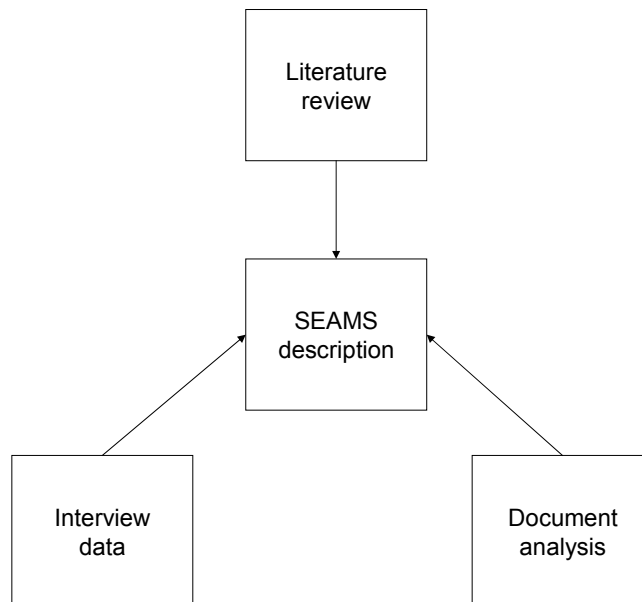 Literature
review
SEAMS
description
Interview
data
Document
analysis